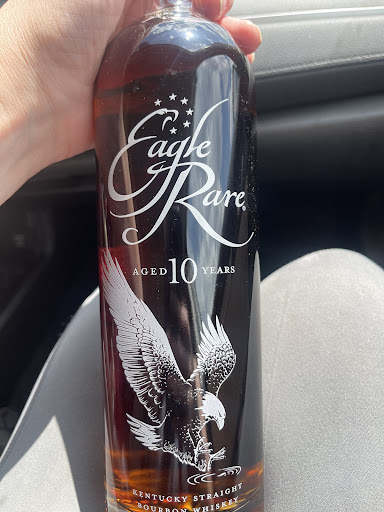 Eagle
Rare
AGED 10 YEARS
KENTUCKY STRAIGHT
BOURBON WHISKEY